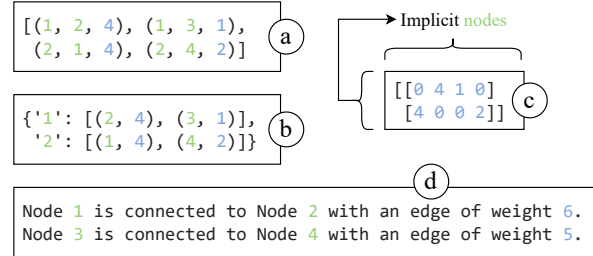 [(1, 2, 4), (1, 3, 1),
(2, 1, 4), (2, 4, 2)]
a
Implicit nodes
{'1': [(2, 4), (3, 1)],
'2': [(1, 4), (4, 2)]}
b
[[0 4 1 0]
[4 0 0 2]]
c
d
Node 1 is connected to Node 2 with an edge of weight 6.
Node 3 is connected to Node 4 with an edge of weight 5.